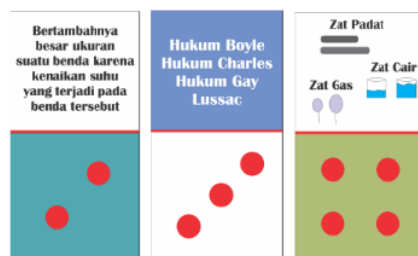 Bertambahnya
besar ukuran
suatu benda karena
kenaikan suhu
yang terjadi pada
benda tersebut
Hukum Boyle
Hukum Charles
Hukum Gay
Lussac
Zat Padat
Zat Cair
Zat Gas